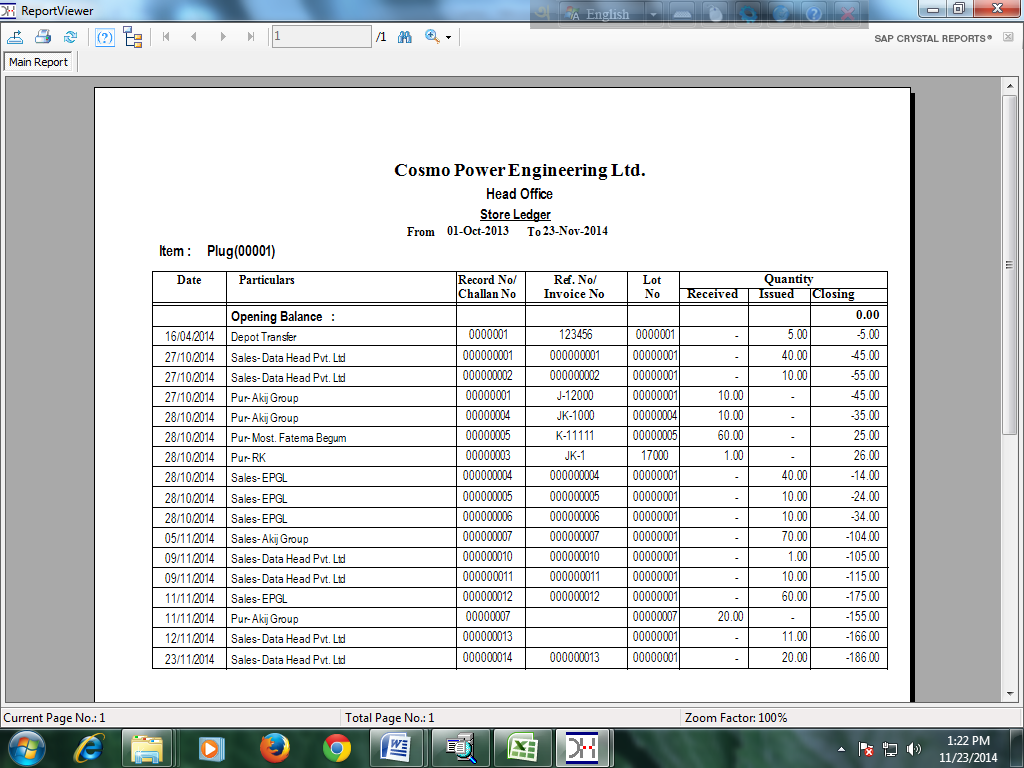 ReportViewer
English
1 /1
SAP CRYSTAL REPORTS®
Main Report
Cosmo Power Engineering Ltd.
Head Office
Store Ledger
From 01-Oct-2013 To 23-Nov-2014
Item : Plug(00001)
Date Particulars Record No/ Challan No Ref. No/ Invoice No Lot No Quantity
Received Issued Closing
Opening Balance : 0.00
16/04/2014 Depot Transfer 0000001 123456 0000001 - 5.00 -5.00
27/10/2014 Sales- Data Head Pvt. Ltd 000000001 000000001 00000001 - 40.00 -45.00
27/10/2014 Sales- Data Head Pvt. Ltd 000000002 000000002 00000001 - 10.00 -55.00
27/10/2014 Pur- Akij Group 00000001 J-12000 00000001 10.00 - -45.00
28/10/2014 Pur- Akij Group 00000004 JK-1000 00000004 10.00 - -35.00
28/10/2014 Pur- Most. Fatema Begum 00000005 K-11111 00000005 60.00 - 25.00
28/10/2014 Pur- RK 00000003 JK-1 17000 1.00 - 26.00
28/10/2014 Sales- EPGL 000000004 000000004 00000001 - 40.00 -14.00
28/10/2014 Sales- EPGL 000000005 000000005 00000001 - 10.00 -24.00
28/10/2014 Sales- EPGL 000000006 000000006 00000001 - 10.00 -34.00
05/11/2014 Sales- Akij Group 000000007 000000007 00000001 - 70.00 -104.00
09/11/2014 Sales- Data Head Pvt. Ltd 000000010 000000010 00000001 - 1.00 -105.00
09/11/2014 Sales- Data Head Pvt. Ltd 000000011 000000011 00000001 - 10.00 -115.00
11/11/2014 Sales- EPGL 000000012 000000012 00000001 - 60.00 -175.00
11/11/2014 Pur- Akij Group 00000007 00000007 20.00 - -155.00
12/11/2014 Sales- Data Head Pvt. Ltd 000000013 00000001 - 11.00 -166.00
23/11/2014 Sales- Data Head Pvt. Ltd 000000014 000000013 00000001 - 20.00 -186.00
Current Page No.: 1 Total Page No.: 1 Zoom Factor: 100%
1:22 PM
11/23/2014